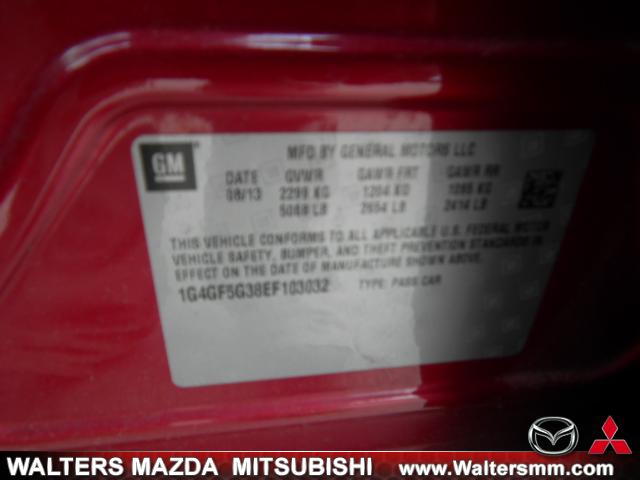 GM
MFD BY GENERAL MOTORS LLC
DATE GVWR GAWR FRT GAWR RR
08/13 2299 KG 1204 KG 1095 KG
5068 LB 2654 LB 2414 LB
THIS VEHICLE CONFORMS TO ALL APPLICABLE U.S. FEDERAL MOTOR
VEHICLE SAFETY, BUMPER, AND THEFT PREVENTION STANDARDS IN
EFFECT ON THE DATE OF MANUFACTURE SHOWN ABOVE.
1G4GF5G38EF103032 TYPE: PASS CAR
WALTERS MAZDA MITSUBISHI www.Waltersmm.com